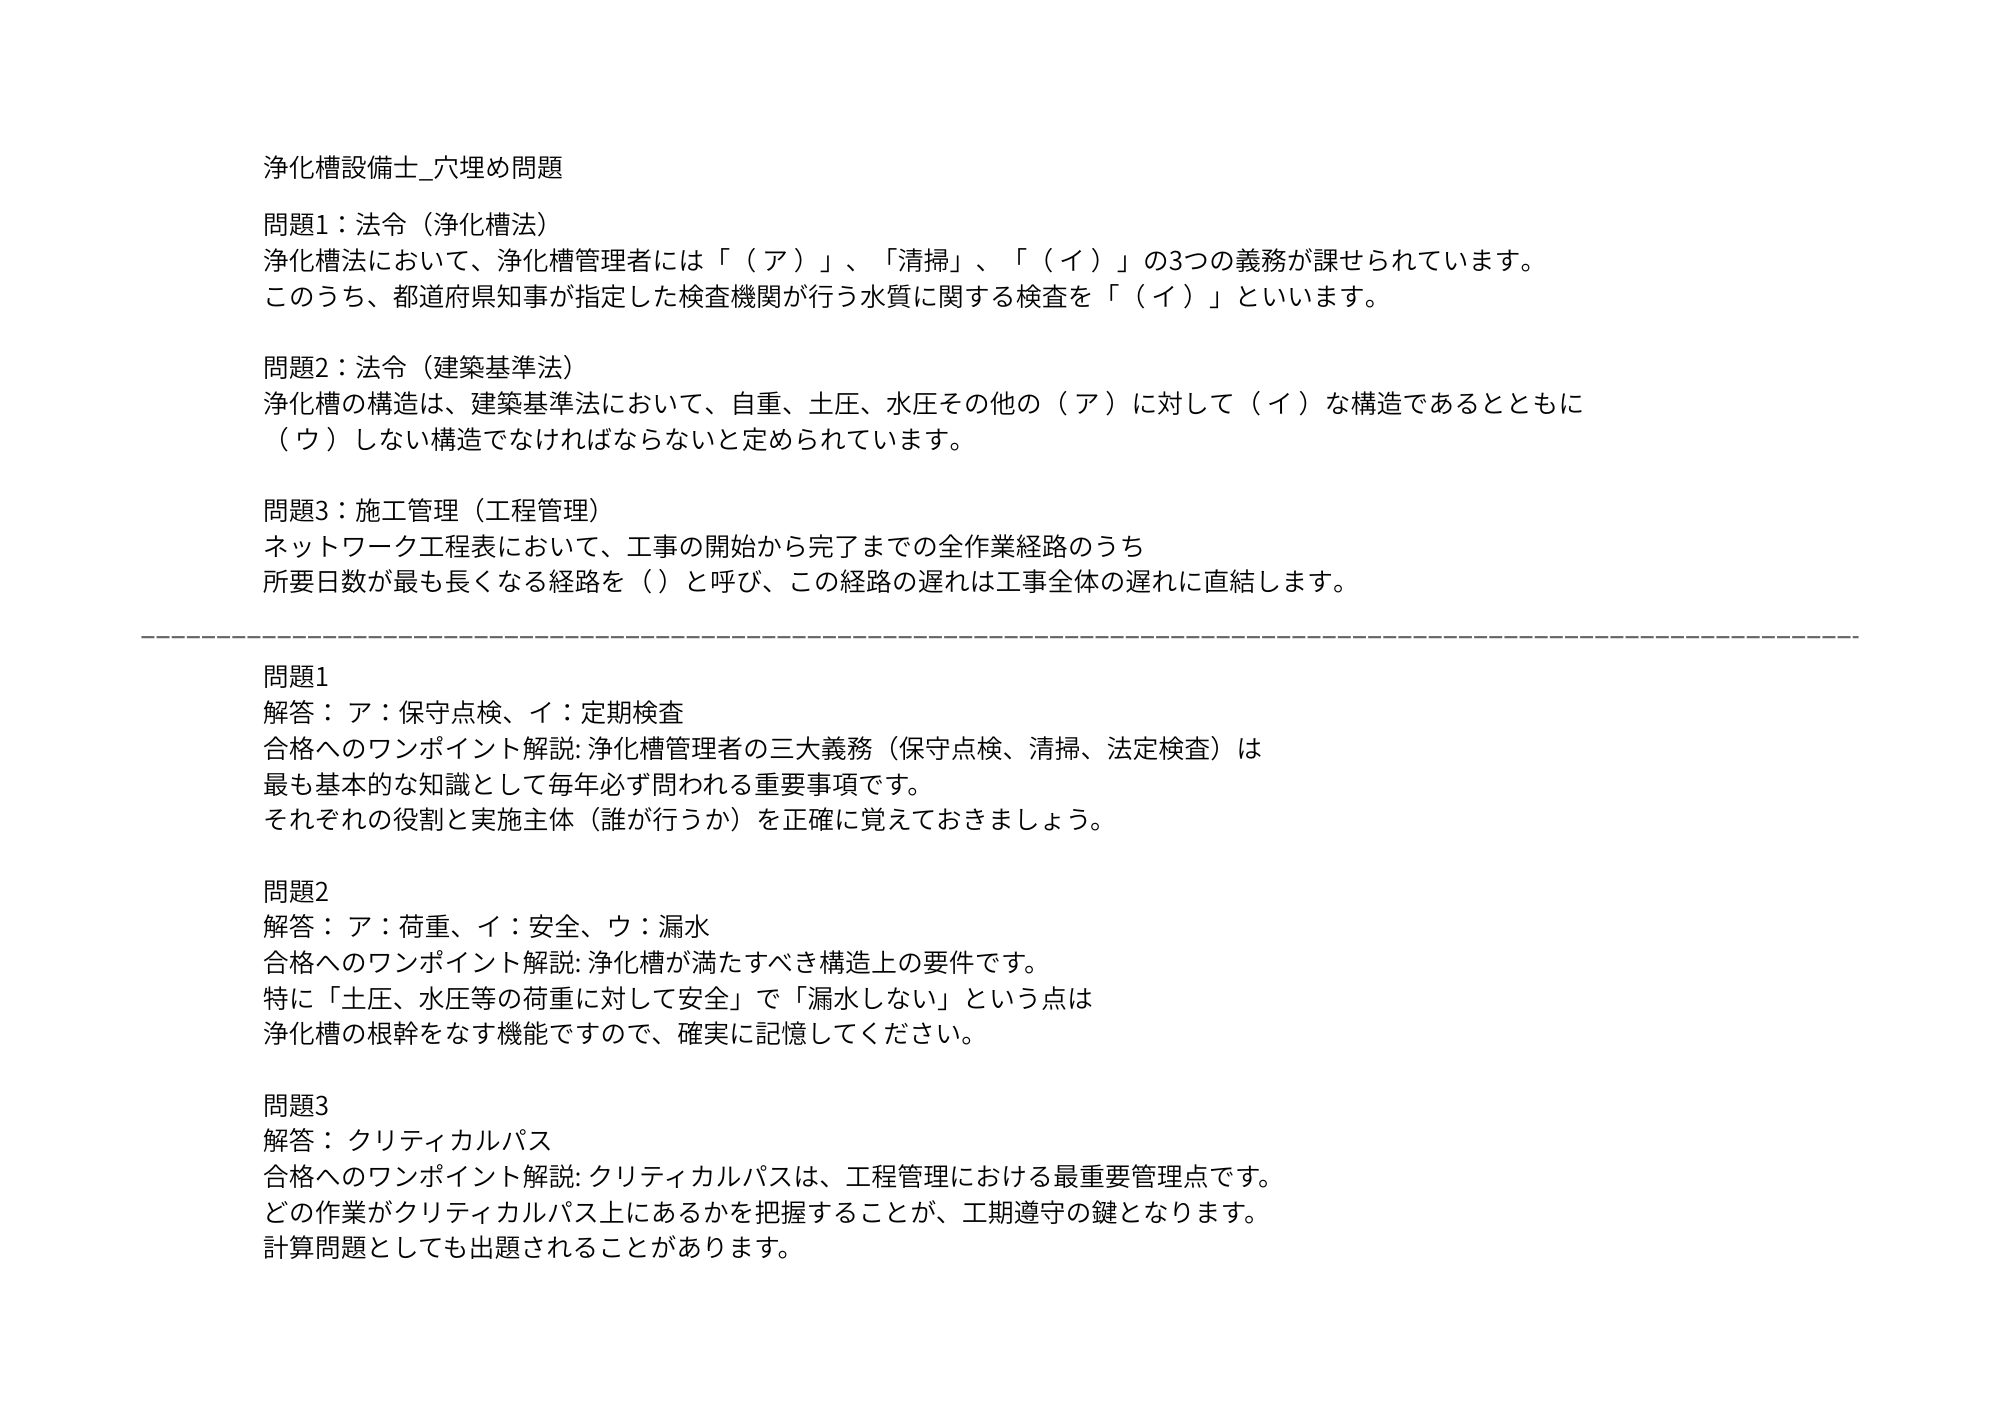 浄化槽設備士_穴埋め問題
問題1：法令（浄化槽法）
浄化槽法において、浄化槽管理者には「（ ア ）」、「清掃」、「（ イ ）」の3つの義務が課せられています。
このうち、都道府県知事が指定した検査機関が行う水質に関する検査を「（ イ ）」といいます。
問題2：法令（建築基準法）
浄化槽の構造は、建築基準法において、自重、土圧、水圧その他の（ ア ）に対して（ イ ）な構造であるとともに
（ ウ ）しない構造でなければならないと定められています。
問題3：施工管理（工程管理）
ネットワーク工程表において、工事の開始から完了までの全作業経路のうち
所要日数が最も長くなる経路を（ ）と呼び、この経路の遅れは工事全体の遅れに直結します。
問題1
解答： ア：保守点検、イ：定期検査
合格へのワンポイント解説: 浄化槽管理者の三大義務（保守点検、清掃、法定検査）は
最も基本的な知識として毎年必ず問われる重要事項です。
それぞれの役割と実施主体（誰が行うか）を正確に覚えておきましょう。
問題2
解答： ア：荷重、イ：安全、ウ：漏水
合格へのワンポイント解説: 浄化槽が満たすべき構造上の要件です。
特に「土圧、水圧等の荷重に対して安全」で「漏水しない」という点は
浄化槽の根幹をなす機能ですので、確実に記憶してください。
問題3
解答： クリティカルパス
合格へのワンポイント解説: クリティカルパスは、工程管理における最重要管理点です。
どの作業がクリティカルパス上にあるかを把握することが、工期遵守の鍵となります。
計算問題としても出題されることがあります。